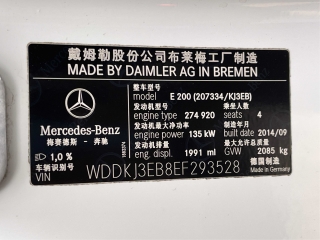 戴姆勒股份公司布莱梅工厂制造
MADE BY DAIMLER AG IN BREMEN
整车型号
model E 200 (207334/KJ3EB)
发动机型号 乘坐人数
engine type 274 920 seats 4
发动机最大净功率 制造年月
engine power 135 kW built 2014/09
发动机排量 最大允许总质量
engine displ. 1991 ml GVW 2085 kg
Mercedes-Benz
梅赛德斯-奔驰
1,0 %
车辆识别号 德国制造
VIN WDDKJ3EB8EF293528 Made in Germany